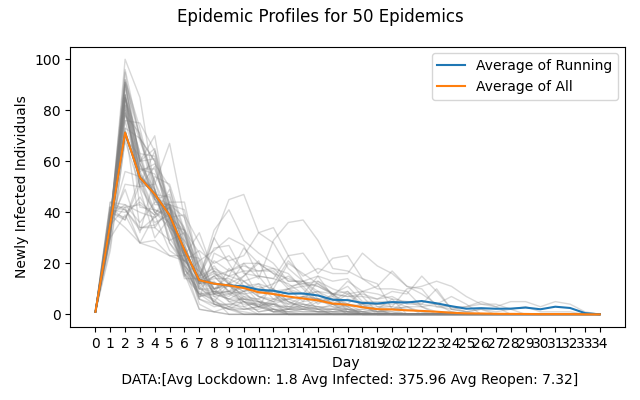 Epidemic Profiles for 50 Epidemics
100
80
60
40
20
0
Newly Infected Individuals
Average of Running
Average of All
0 1 2 3 4 5 6 7 8 9 10 11 12 13 14 15 16 17 18 19 20 21 22 23 24 25 26 27 28 29 30 31 32 33 34
Day
DATA:[Avg Lockdown: 1.8 Avg Infected: 375.96 Avg Reopen: 7.32]